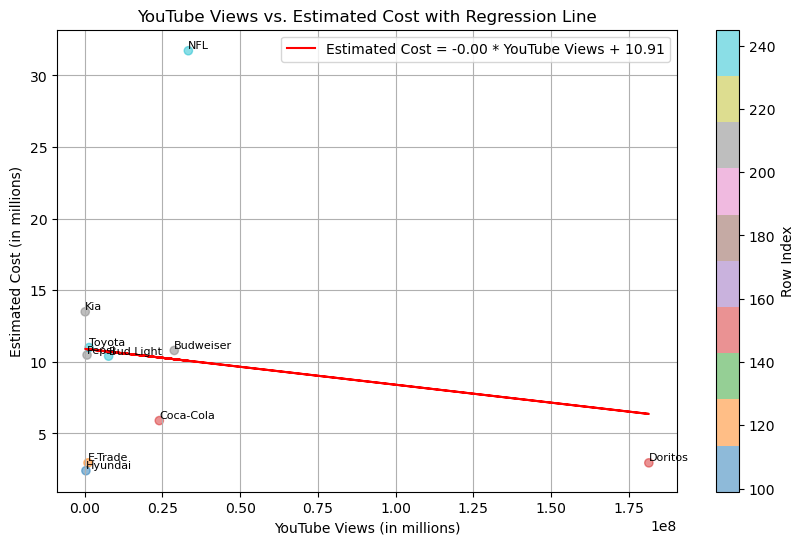 YouTube Views vs. Estimated Cost with Regression Line
Estimated Cost = -0.00 * YouTube Views + 10.91
NFL
Kia
Toyota
Pepsi
Bud Light
Budweiser
Coca-Cola
E-Trade
Hyundai
Doritos
30
25
20
15
10
5
Estimated Cost (in millions)
0.00 0.25 0.50 0.75 1.00 1.25 1.50 1.75
1e8
YouTube Views (in millions)
240
220
200
180
160
140
120
100
Row Index